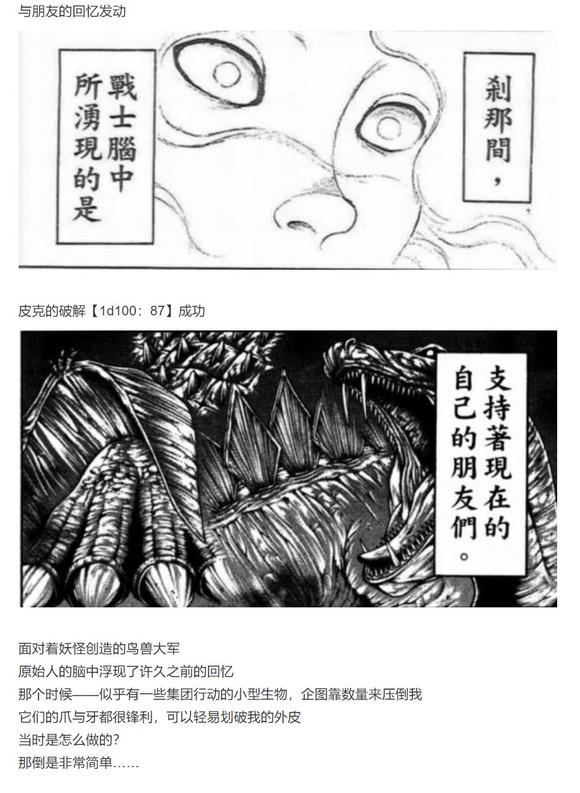 与朋友的回忆发动
剎那間，
戰士腦中
所湧現的是
皮克的破解【1d100：87】成功
支持著現在的
自己的朋友們。
面对着妖怪创造的鸟兽大军
原始人的脑中浮现了许久之前的回忆
那个时候——似乎有一些集团行动的小型生物，企图靠数量来压倒我
它们的爪与牙都很锋利，可以轻易划破我的外皮
当时是怎么做的？
那倒是非常简单……